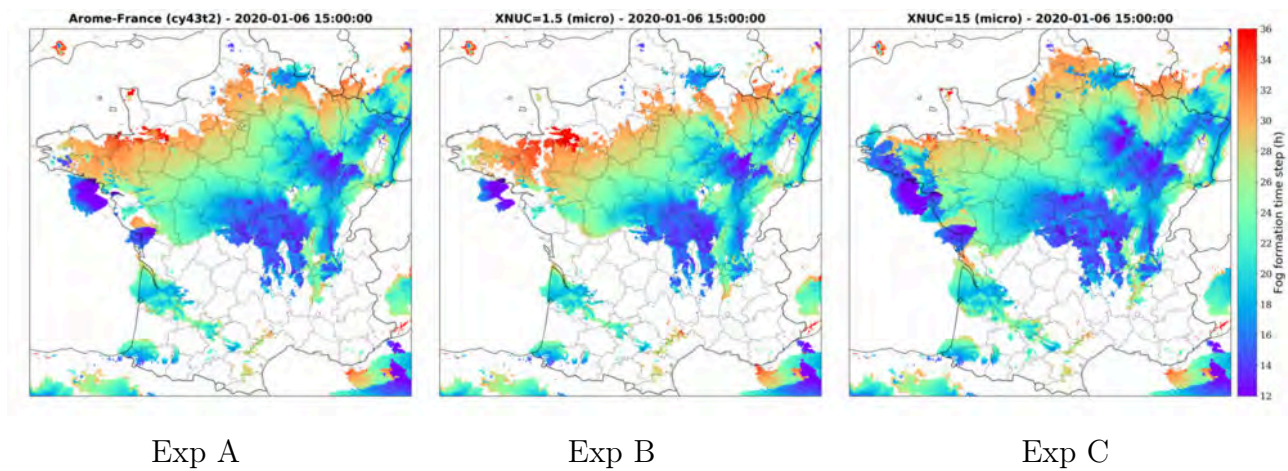 Arome-France (cy43t2) - 2020-01-06 15:00:00
XNUC=1.5 (micro) - 2020-01-06 15:00:00
XNUC=15 (micro) - 2020-01-06 15:00:00
36
34
32
30
28
26
24
22
20
18
16
14
12
Fog formation time step (h)
Exp A
Exp B
Exp C